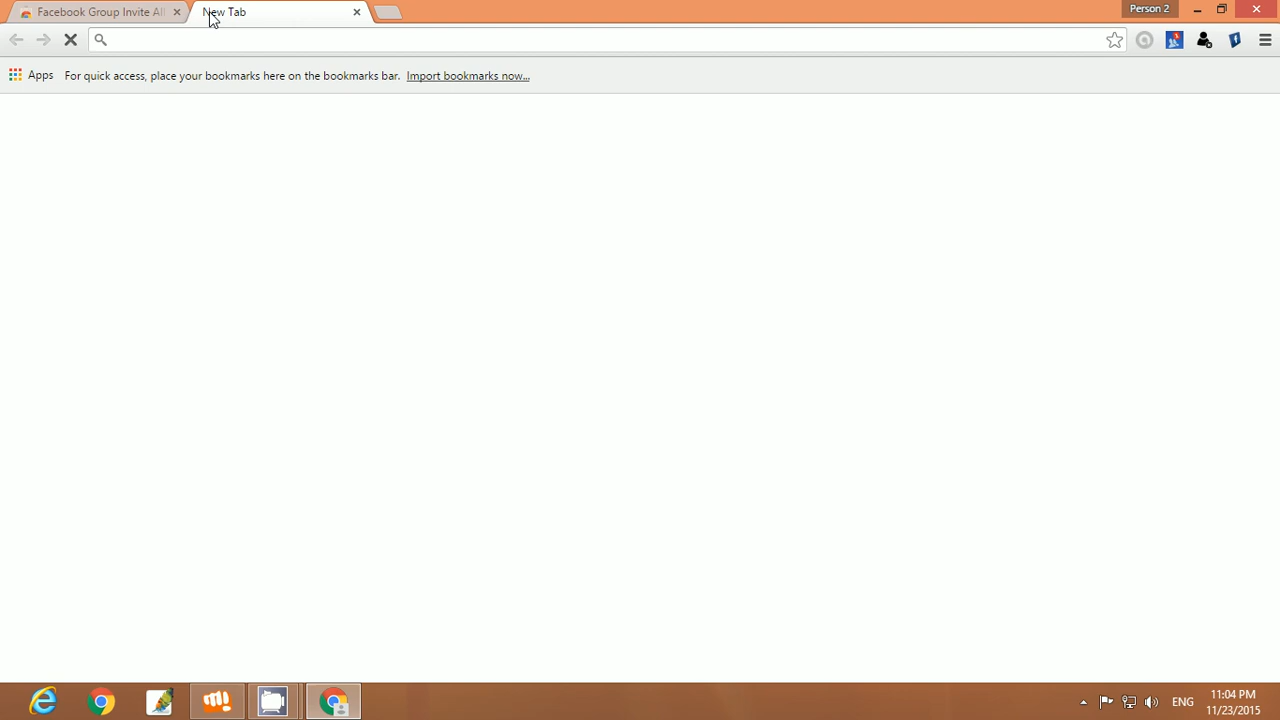 Facebook Group Invite All
New Tab
Person 2
Apps
For quick access, place your bookmarks here on the bookmarks bar. Import bookmarks now...
ENG
11:04 PM
11/23/2015